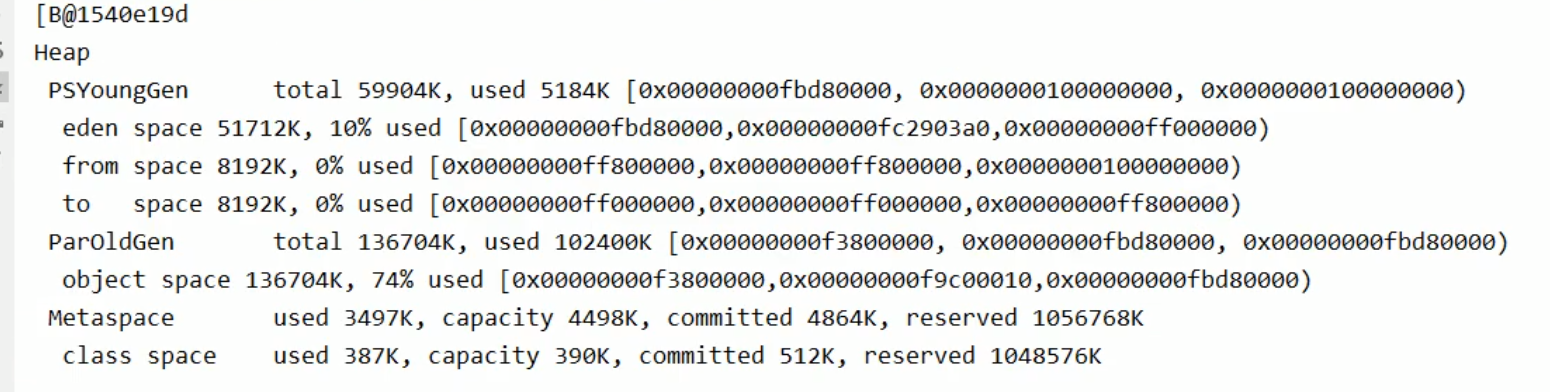 [B@1540e19d
Heap
 PSYoungGen      total 59904K, used 5184K [0x00000000fbd80000, 0x0000000100000000, 0x0000000100000000)
  eden space 51712K, 10% used [0x00000000fbd80000,0x00000000fc2903a0,0x00000000ff000000)
  from space 8192K, 0% used [0x00000000ff800000,0x00000000ff800000,0x0000000100000000)
  to   space 8192K, 0% used [0x00000000ff000000,0x00000000ff000000,0x00000000ff800000)
 ParOldGen       total 136704K, used 102400K [0x00000000f3800000, 0x00000000fbd80000, 0x00000000fbd80000)
  object space 136704K, 74% used [0x00000000f3800000,0x00000000f9c00010,0x00000000fbd80000)
 Metaspace       used 3497K, capacity 4498K, committed 4864K, reserved 1056768K
  class space    used 387K, capacity 390K, committed 512K, reserved 1048576K